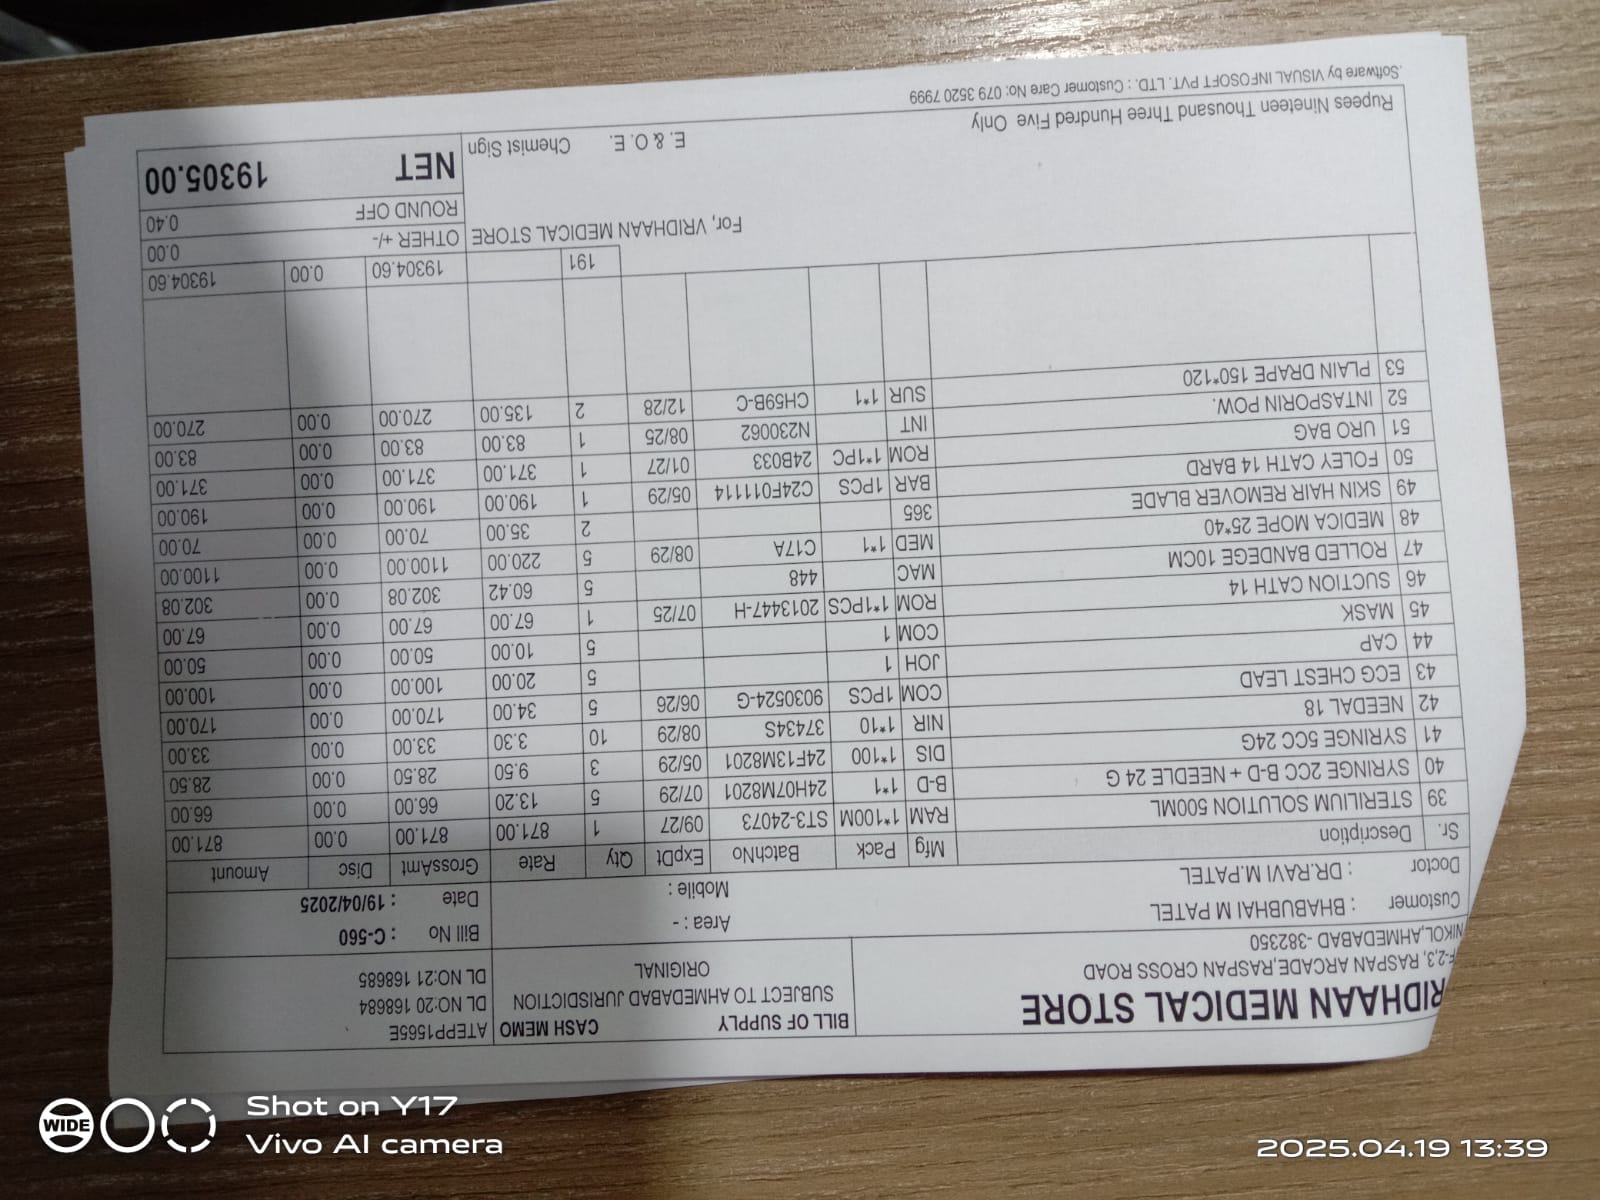 RIDHAAN MEDICAL STORE
F-2,3, RASPAN ARCADE,RASPAN CROSS ROAD
NIKOL,AHMEDABAD -382350
BILL OF SUPPLY CASH MEMO
SUBJECT TO AHMEDABAD JURISDICTION
ORIGINAL
ATEPP1565E
DL NO:20 168684
DL NO:21 168685
Customer : BHABUBHAI M PATEL Area : - Bill No : C-560
Doctor : DR.RAVI M.PATEL Mobile : Date : 19/04/2025
Sr. Description Mfg Pack BatchNo ExpDt Qty Rate GrossAmt Disc Amount
39 STERILIUM SOLUTION 500ML RAM 1*100M ST3-24073 09/27 1 871.00 871.00 0.00 871.00
40 SYRINGE 2CC B-D + NEEDLE 24 G B-D 1*1 24H07M8201 07/29 5 13.20 66.00 0.00 66.00
41 SYRINGE 5CC 24G DIS 1*100 24F13M8201 05/29 3 9.50 28.50 0.00 28.50
42 NEEDAL 18 NIR 1*10 37434S 08/29 10 3.30 33.00 0.00 33.00
43 ECG CHEST LEAD COM 1PCS 9030524-G 06/26 5 34.00 170.00 0.00 170.00
44 CAP JOH 1 5 20.00 100.00 0.00 100.00
45 MASK COM 1 5 10.00 50.00 0.00 50.00
46 SUCTION CATH 14 ROM 1*1PCS 2013447-H 07/25 1 67.00 67.00 0.00 67.00
47 ROLLED BANDEGE 10CM MAC 448 5 60.42 302.08 0.00 302.08
48 MEDICA MOPE 25*40 MED 1*1 C17A 08/29 5 220.00 1100.00 0.00 1100.00
49 SKIN HAIR REMOVER BLADE 365 2 35.00 70.00 0.00 70.00
50 FOLEY CATH 14 BARD BAR 1PCS C24F011114 05/29 1 190.00 190.00 0.00 190.00
51 URO BAG ROM 1*1PC 24B033 01/27 1 371.00 371.00 0.00 371.00
52 INTASPORIN POW. INT N230062 08/25 1 83.00 83.00 0.00 83.00
53 PLAIN DRAPE 150*120 SUR 1*1 CH59B-C 12/28 2 135.00 270.00 0.00 270.00
191 19304.60 0.00 19304.60
For, VRIDHAAN MEDICAL STORE
OTHER +/- 0.00
ROUND OFF 0.40
NET 19305.00
Rupees Nineteen Thousand Three Hundred Five Only E. & O. E. Chemist Sign
.Software by VISUAL INFOSOFT PVT. LTD. : Customer Care No: 079 3520 7999
WIDE
Shot on Y17
Vivo AI camera
2025.04.19 13:39